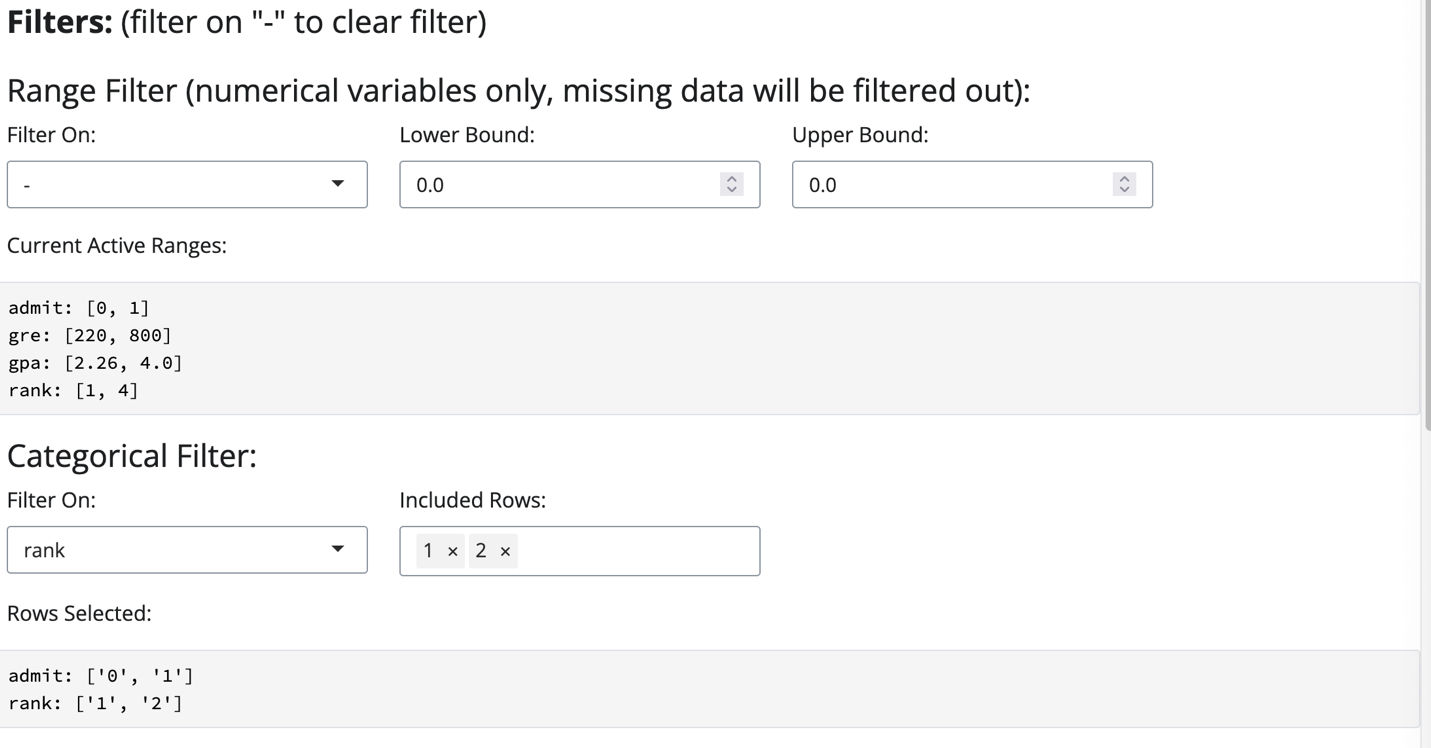 Filters: (filter on "-" to clear filter)
Range Filter (numerical variables only, missing data will be filtered out):
Filter On: Lower Bound: Upper Bound:
- 0.0 0.0
Current Active Ranges:
admit: [0, 1]
gre: [220, 800]
gpa: [2.26, 4.0]
rank: [1, 4]
Categorical Filter:
Filter On: Included Rows:
rank 1 × 2 ×
Rows Selected:
admit: ['0', '1']
rank: ['1', '2']